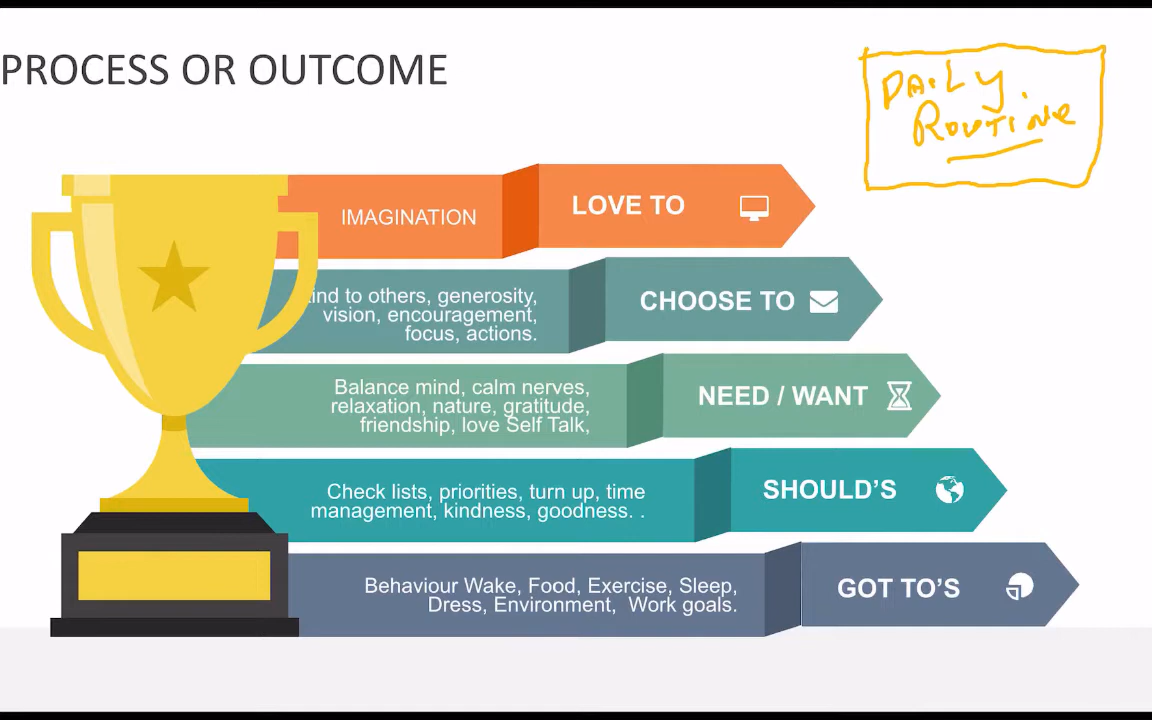 PROCESS OR OUTCOME
DAILY
ROUTINE
IMAGINATION
LOVE TO
ind to others, generosity,
vision, encouragement,
focus, actions.
CHOOSE TO
Balance mind, calm nerves,
relaxation, nature, gratitude,
friendship, love Self Talk,
NEED / WANT
Check lists, priorities, turn up, time
management, kindness, goodness. .
SHOULD'S
Behaviour Wake, Food, Exercise, Sleep,
Dress, Environment, Work goals.
GOT TO'S